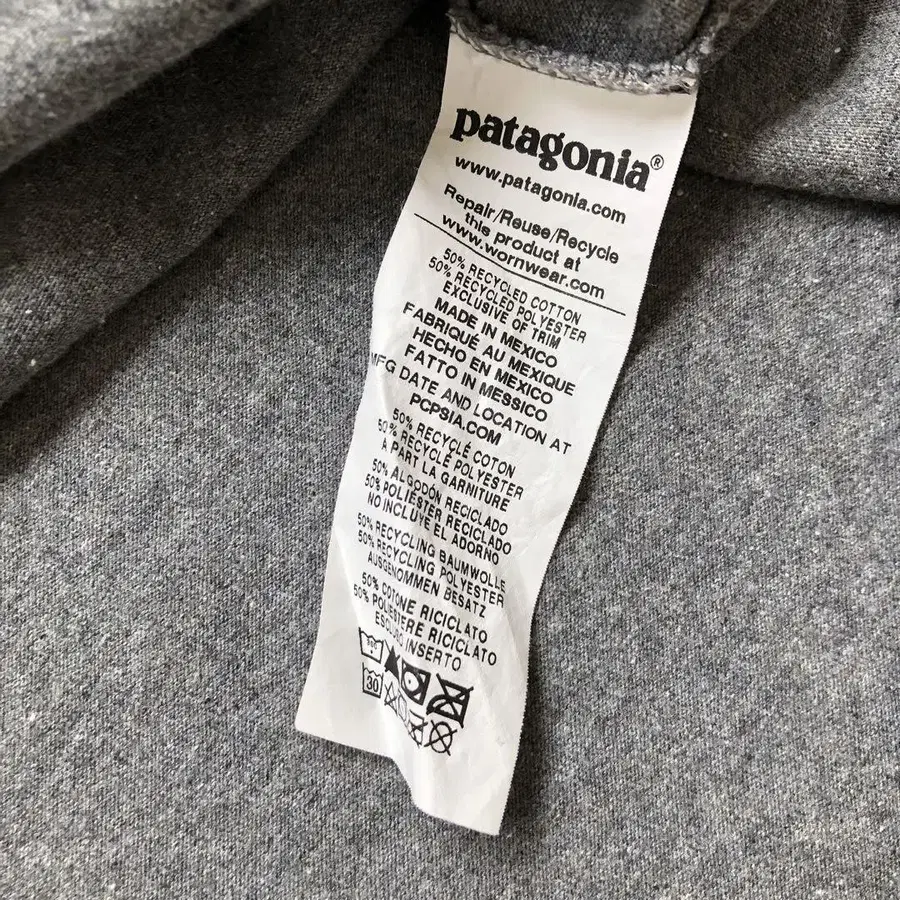 patagonia®
www.patagonia.com
Repair/Reuse/Recycle
this product at
www.wornwear.com
50% RECYCLED COTTON
50% RECYCLED POLYESTER
EXCLUSIVE OF TRIM
MADE IN MEXICO
FABRIQUÉ AU MEXIQUE
HECHO EN MEXICO
FATTO IN MESSICO
MFG DATE AND LOCATION AT
PCPSIA.COM
50% RECYCLÉ COTON
50% RECYCLÉ POLYESTER
A PART LA GARNITURE
50% ALGODÓN RECICLADO
50% POLIÉSTER RECICLADO
NO INCLUYE EL ADORNO
50% RECYCLING BAUMWOLLE
50% RECYCLING POLYESTER
AUSGENOMMEN BESATZ
50% COTONE RICICLATO
50% POLIESTERE RICICLATO
ESCLUSO INSERTO
30